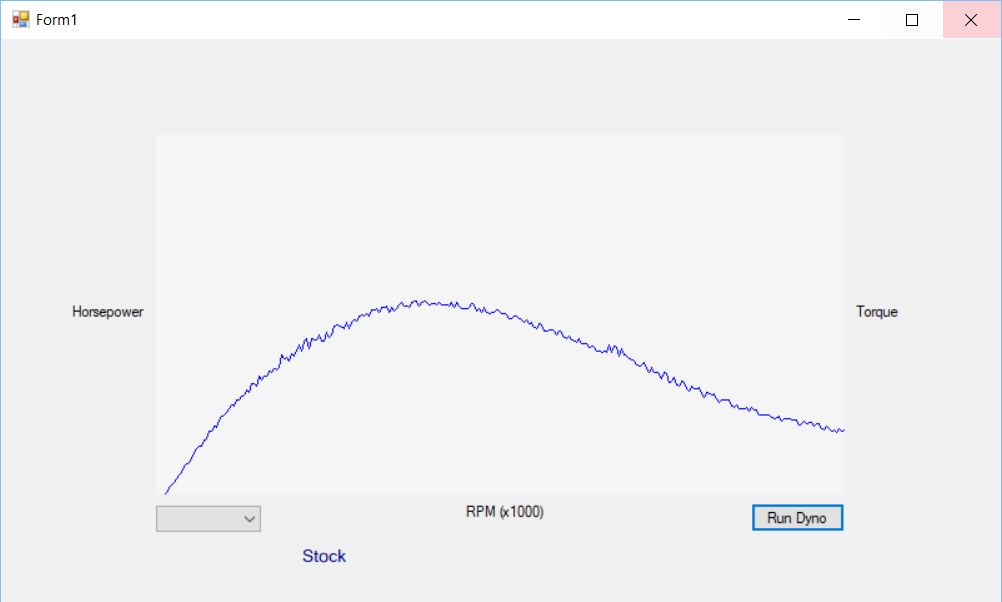 Form1
Horsepower
Torque
RPM (x1000)
Run Dyno
Stock